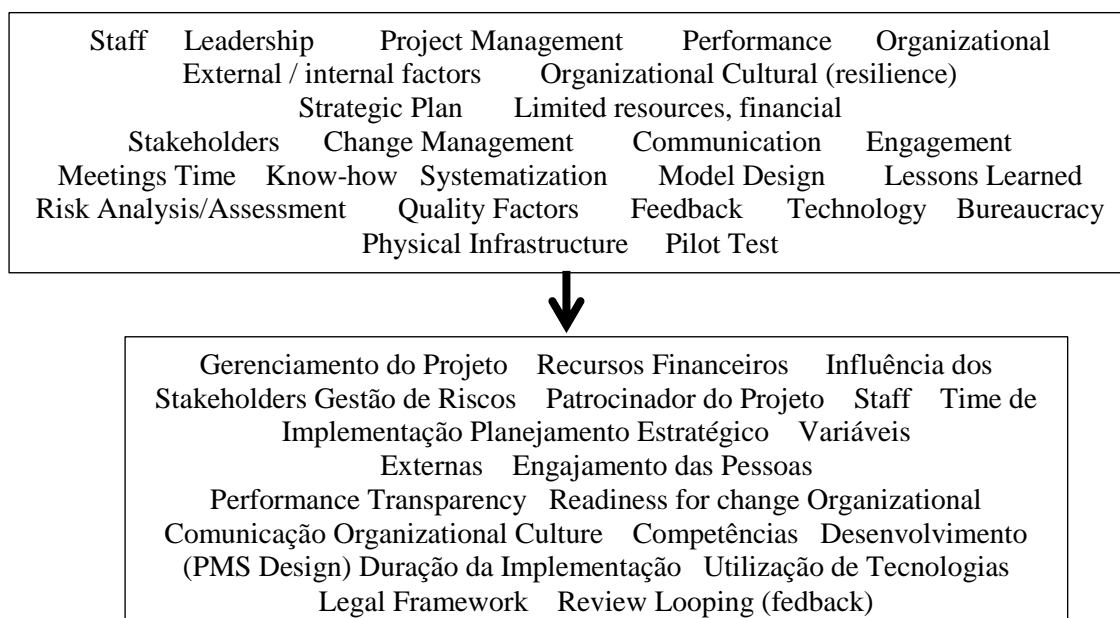 Staff Leadership Project Management Performance Organizational
External / internal factors Organizational Cultural (resilience)
Strategic Plan Limited resources, financial
Stakeholders Change Management Communication Engagement
Meetings Time Know-how Systematization Model Design Lessons Learned
Risk Analysis/Assessment Quality Factors Feedback Technology Bureaucracy
Physical Infrastructure Pilot Test
Gerenciamento do Projeto Recursos Financeiros Influência dos
Stakeholders Gestão de Riscos Patrocinador do Projeto Staff Time de
Implementação Planejamento Estratégico Variáveis
Externas Engajamento das Pessoas
Performance Transparency Readiness for change Organizational
Comunicação Organizational Culture Competências Desenvolvimento
(PMS Design) Duração da Implementação Utilização de Tecnologias
Legal Framework Review Looping (fedback)